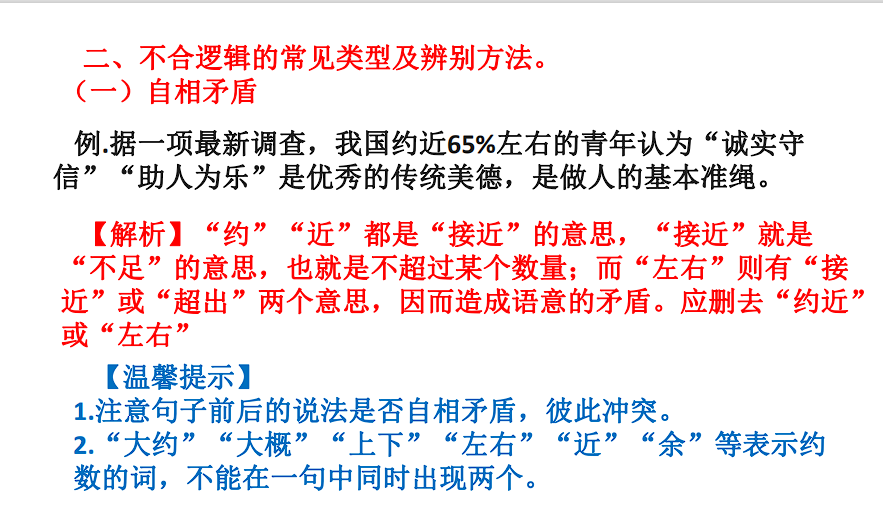 二、不合逻辑的常见类型及辨别方法。
（一）自相矛盾
例.据一项最新调查，我国约近65%左右的青年认为“诚实守
信”“助人为乐”是优秀的传统美德，是做人的基本准绳。
【解析】“约”“近”都是“接近”的意思，“接近”就是
“不足”的意思，也就是不超过某个数量；而“左右”则有“接
近”或“超出”两个意思，因而造成语意的矛盾。应删去“约近”
或“左右”
【温馨提示】
1.注意句子前后的说法是否自相矛盾，彼此冲突。
2.“大约”“大概”“上下”“左右”“近”“余”等表示约
数的词，不能在一句中同时出现两个。